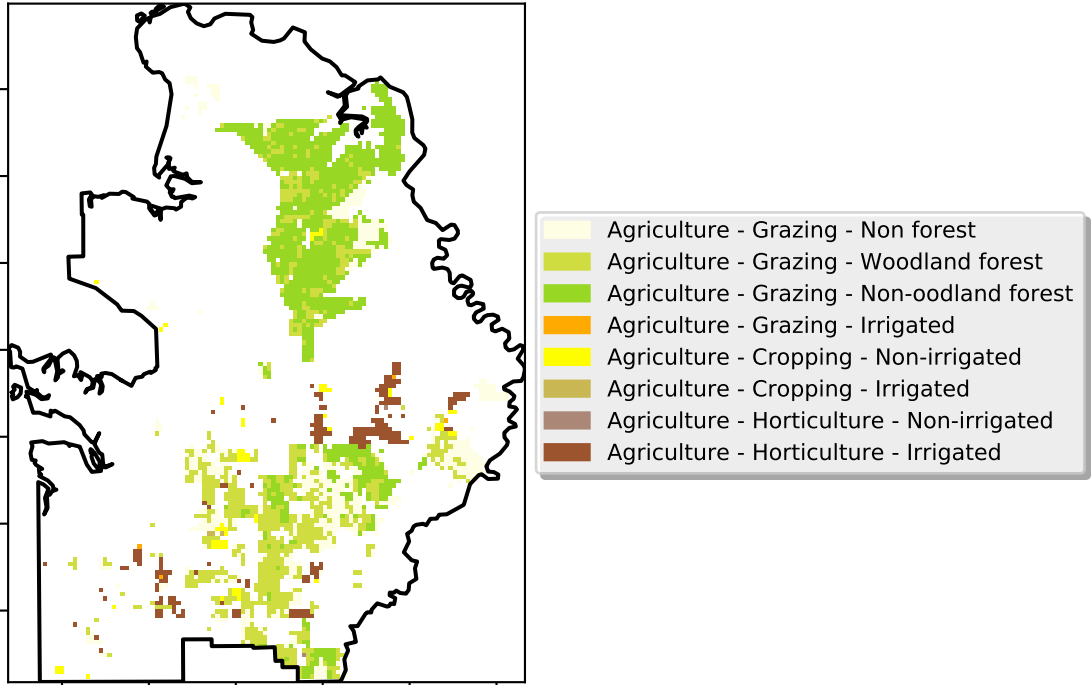 Agriculture - Grazing - Non forest
Agriculture - Grazing - Woodland forest
Agriculture - Grazing - Non-oodland forest
Agriculture - Grazing - Irrigated
Agriculture - Cropping - Non-irrigated
Agriculture - Cropping - Irrigated
Agriculture - Horticulture - Non-irrigated
Agriculture - Horticulture - Irrigated